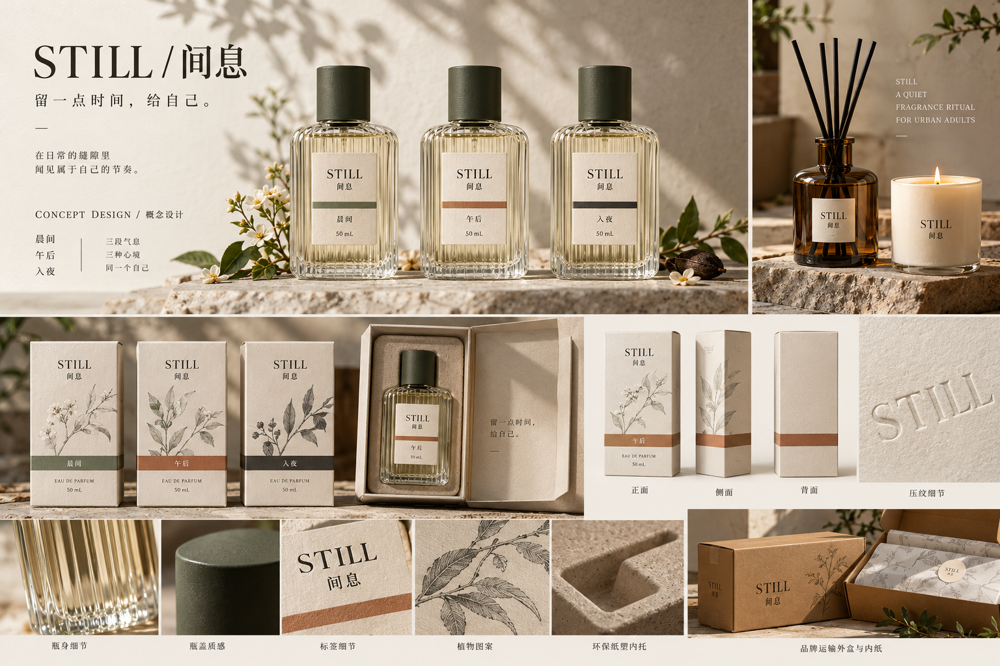 STILL / 间息
留一点时间，给自己。
在日常的缝隙里
闻见属于自己的节奏。
CONCEPT DESIGN / 概念设计
晨间
午后
入夜
三段气息
三种心境
同一个自己
STILL
间息
晨间
50 mL
STILL
间息
午后
50 mL
STILL
间息
入夜
50 mL
STILL
A QUIET
FRAGRANCE RITUAL
FOR URBAN ADULTS
STILL
间息
STILL
间息
STILL
间息
晨间
EAU DE PARFUM
50 mL
STILL
间息
午后
EAU DE PARFUM
50 mL
STILL
间息
入夜
EAU DE PARFUM
50 mL
STILL
间息
午后
50 mL
留一点时间，
给自己。
STILL
间息
午后
EAU DE PARFUM
50 mL
正面
侧面
背面
STILL
压纹细节
瓶身细节
瓶盖质感
STILL
间息
标签细节
植物图案
环保纸塑内托
STILL
间息
STILL
间息
STILL
间息
品牌运输外盒与内纸